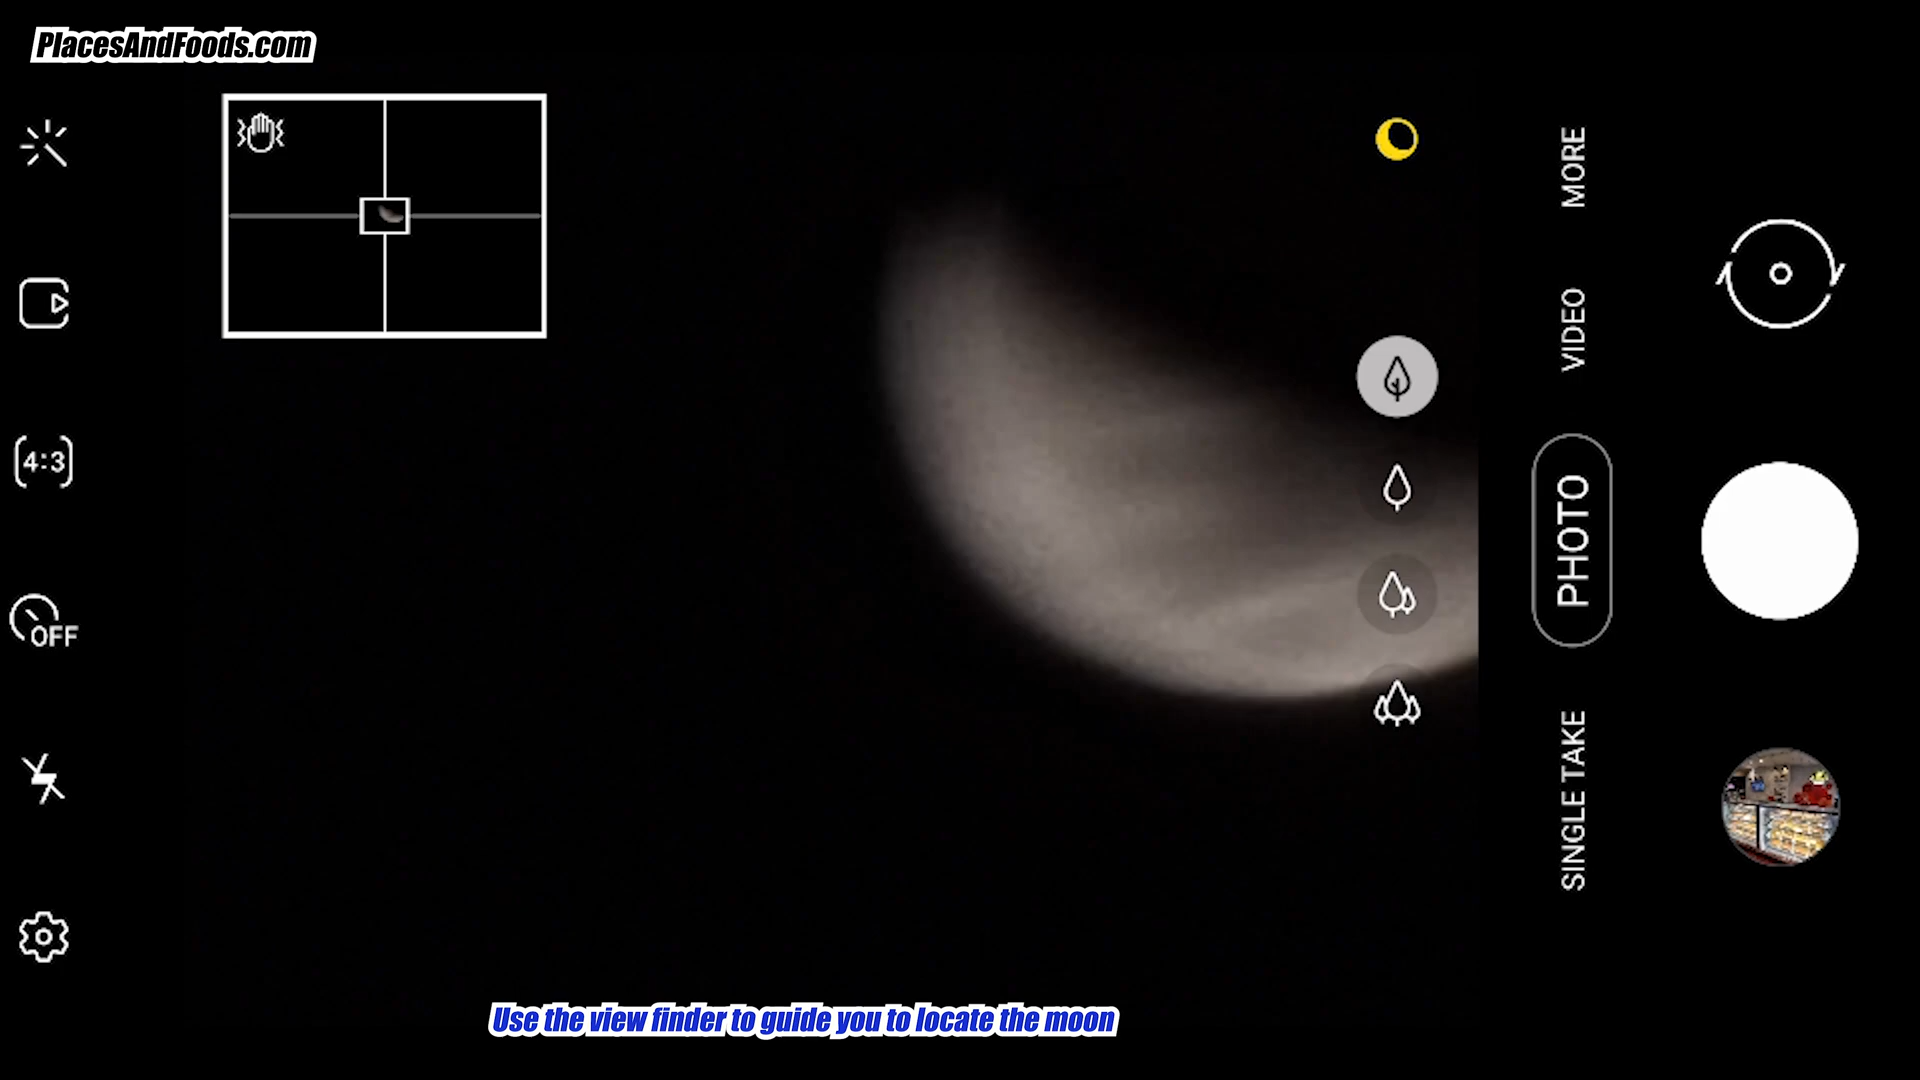 PlacesAndFoods.com
4:3
OFF
MORE
VIDEO
PHOTO
SINGLE TAKE
Use the view finder to guide you to locate the moon